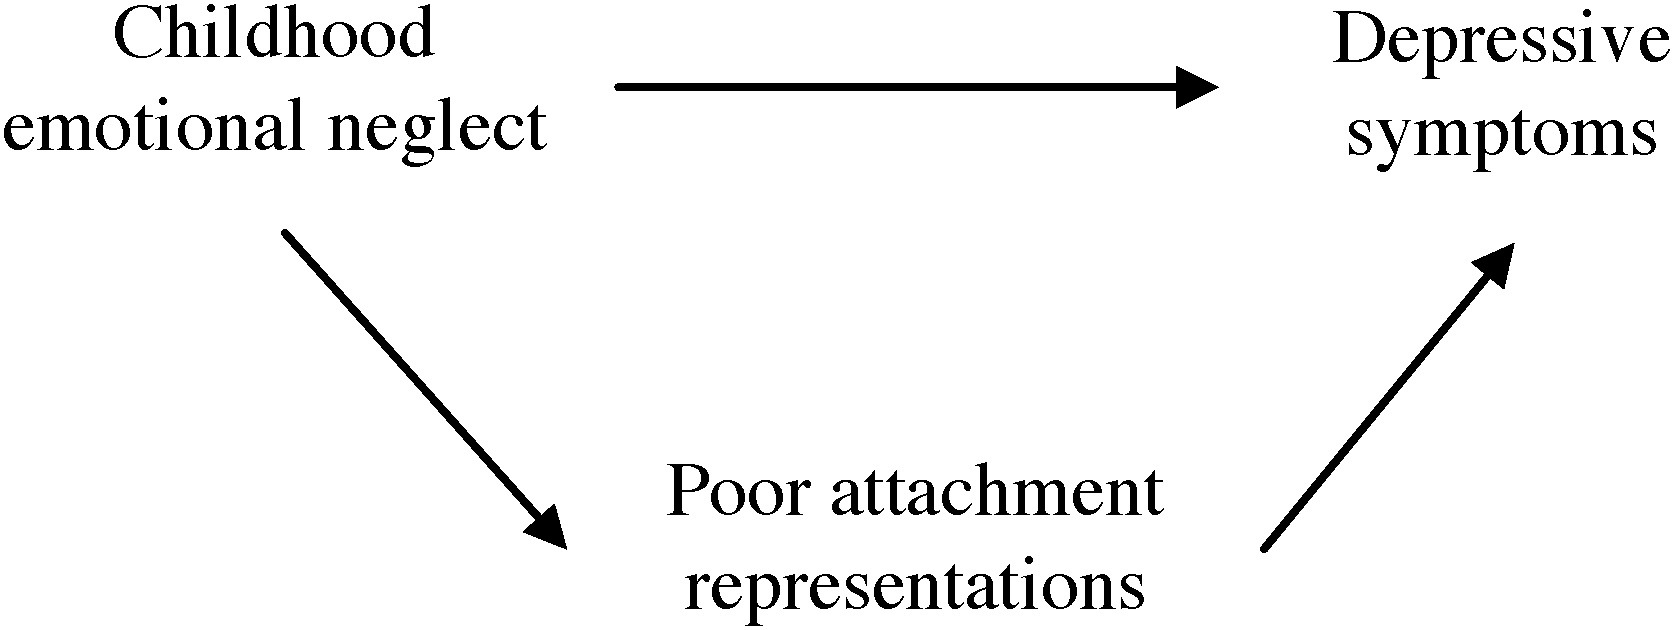 Childhood
emotional neglect
Depressive
symptoms
Poor attachment
representations